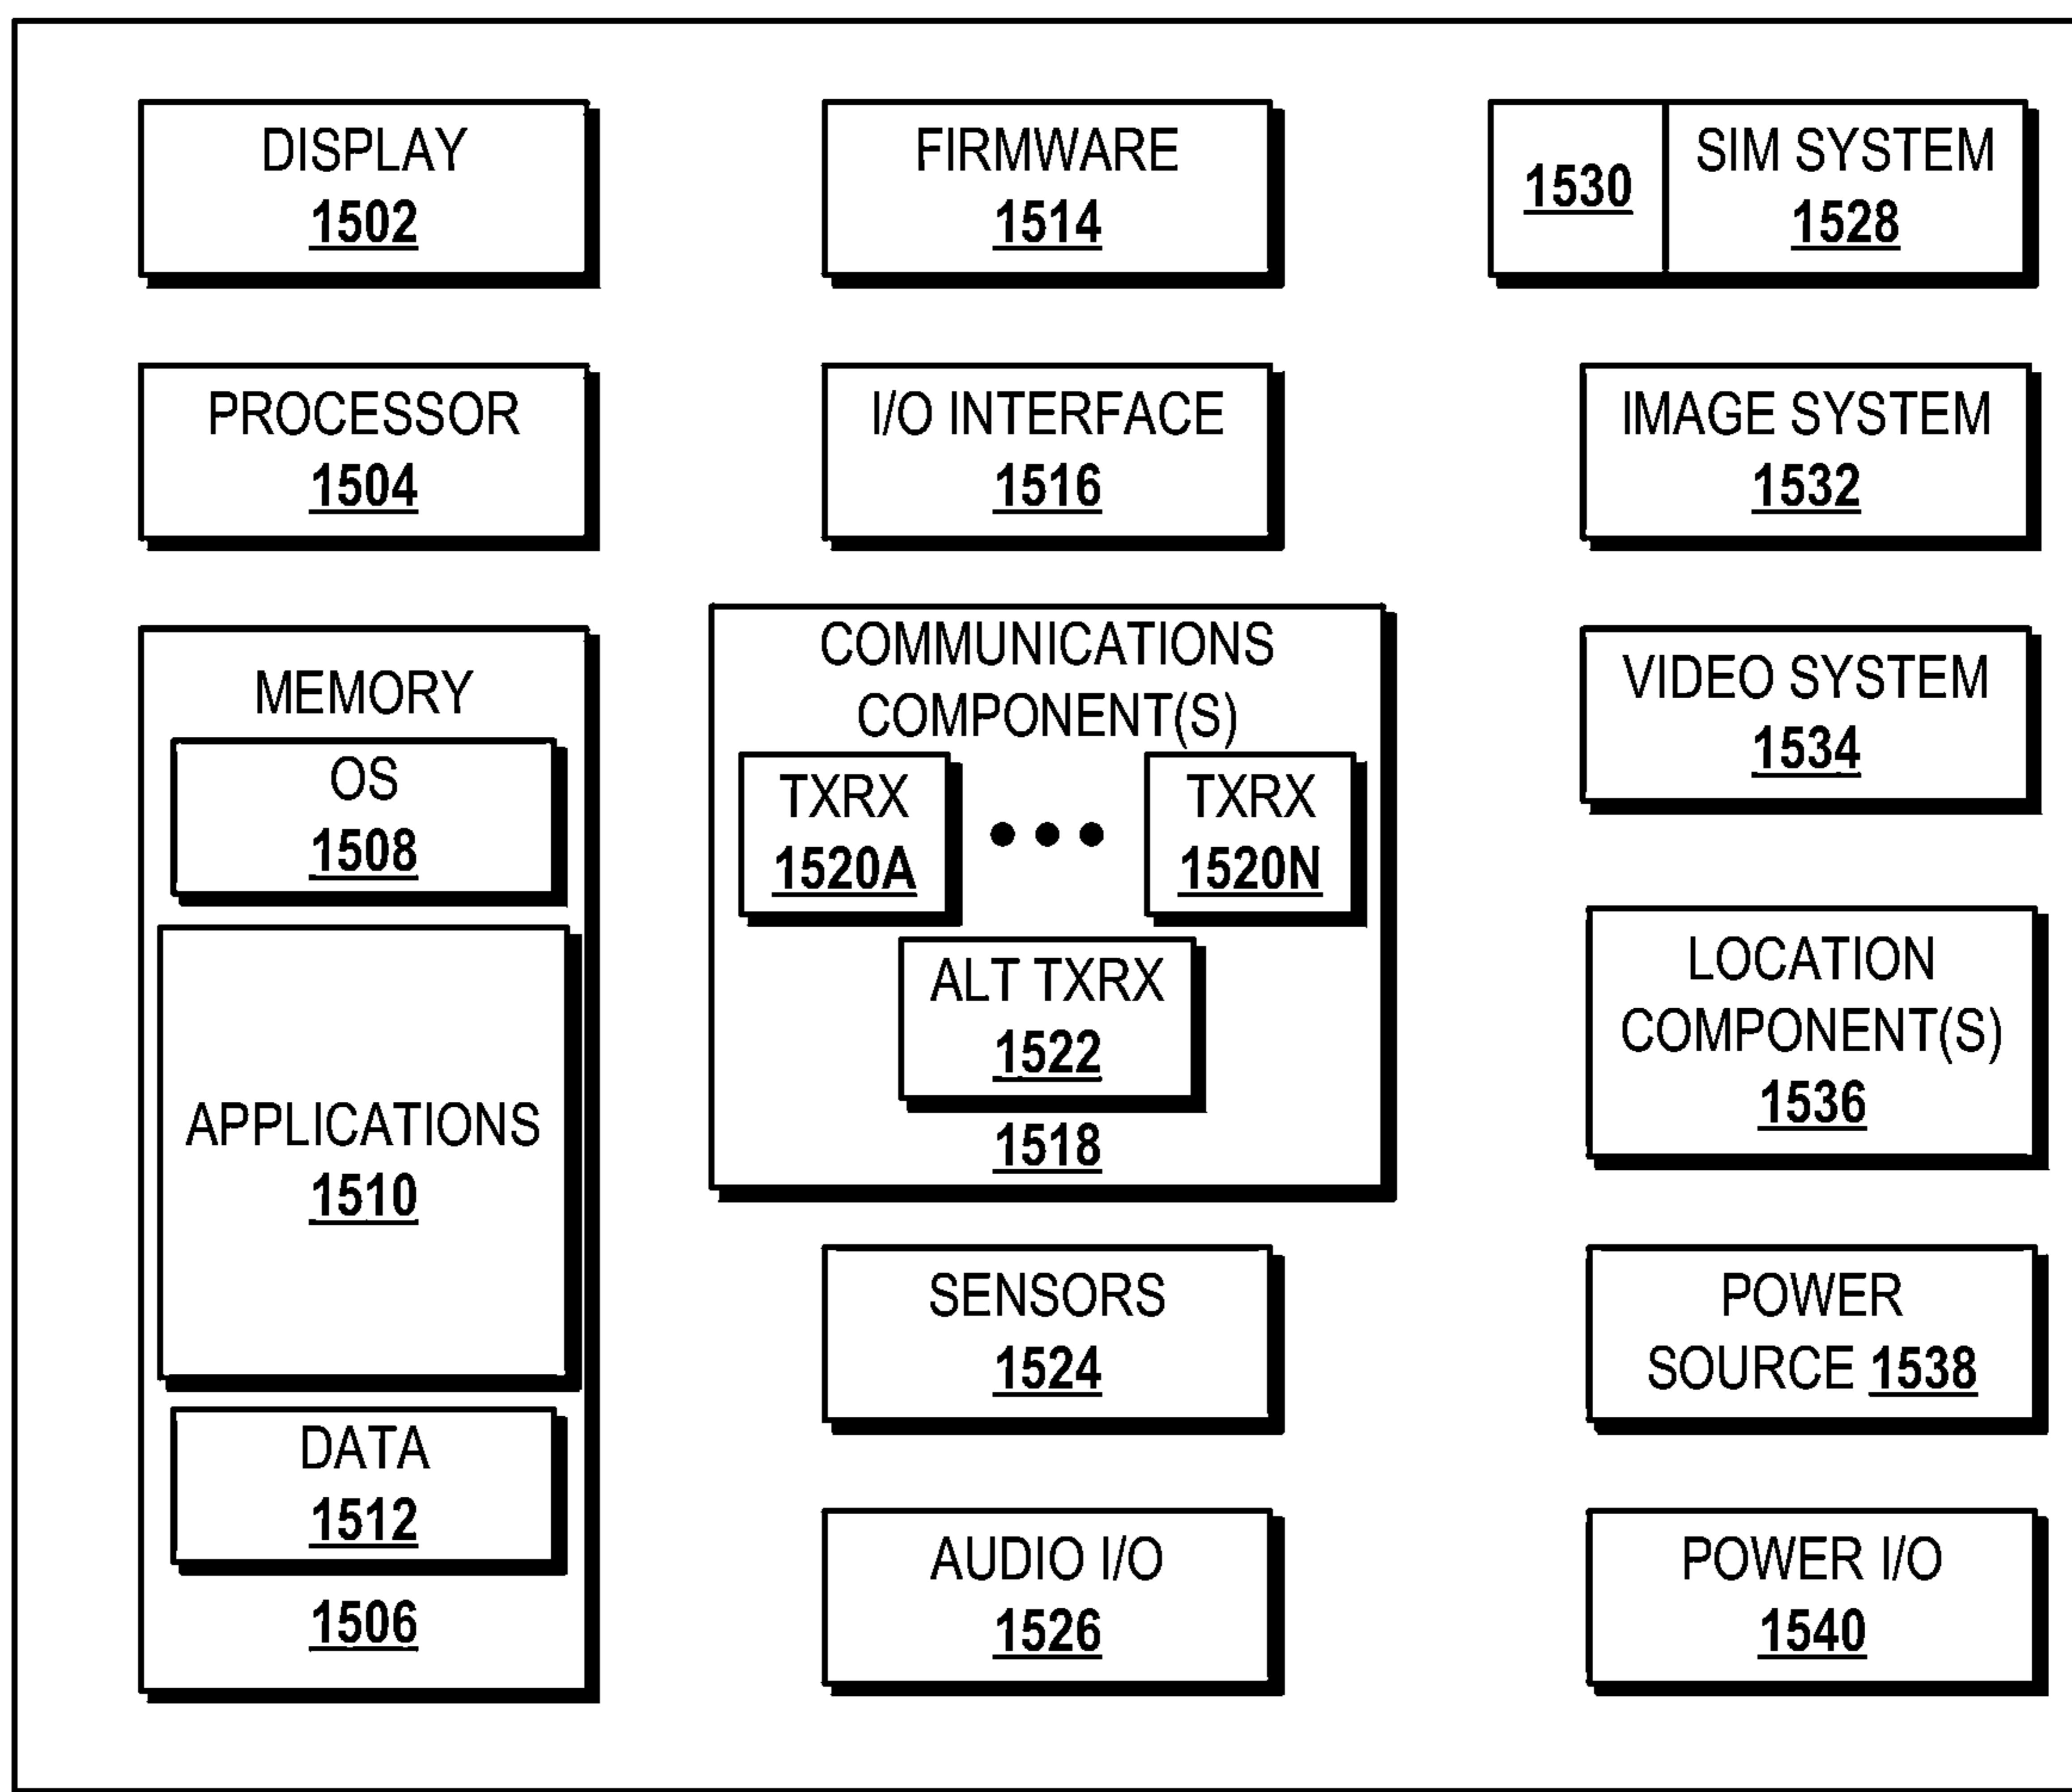 DISPLAY
1502
PROCESSOR
1504
MEMORY
OS
1508
APPLICATIONS
1510
DATA
1512
1506
FIRMWARE
1514
I/O INTERFACE
1516
COMMUNICATIONS
COMPONENT(S)
TXRX
1520A
TXRX
1520N
ALT TXRX
1522
1518
SENSORS
1524
AUDIO I/O
1526
1530
SIM SYSTEM
1528
IMAGE SYSTEM
1532
VIDEO SYSTEM
1534
LOCATION
COMPONENT(S)
1536
POWER
SOURCE 1538
POWER I/O
1540